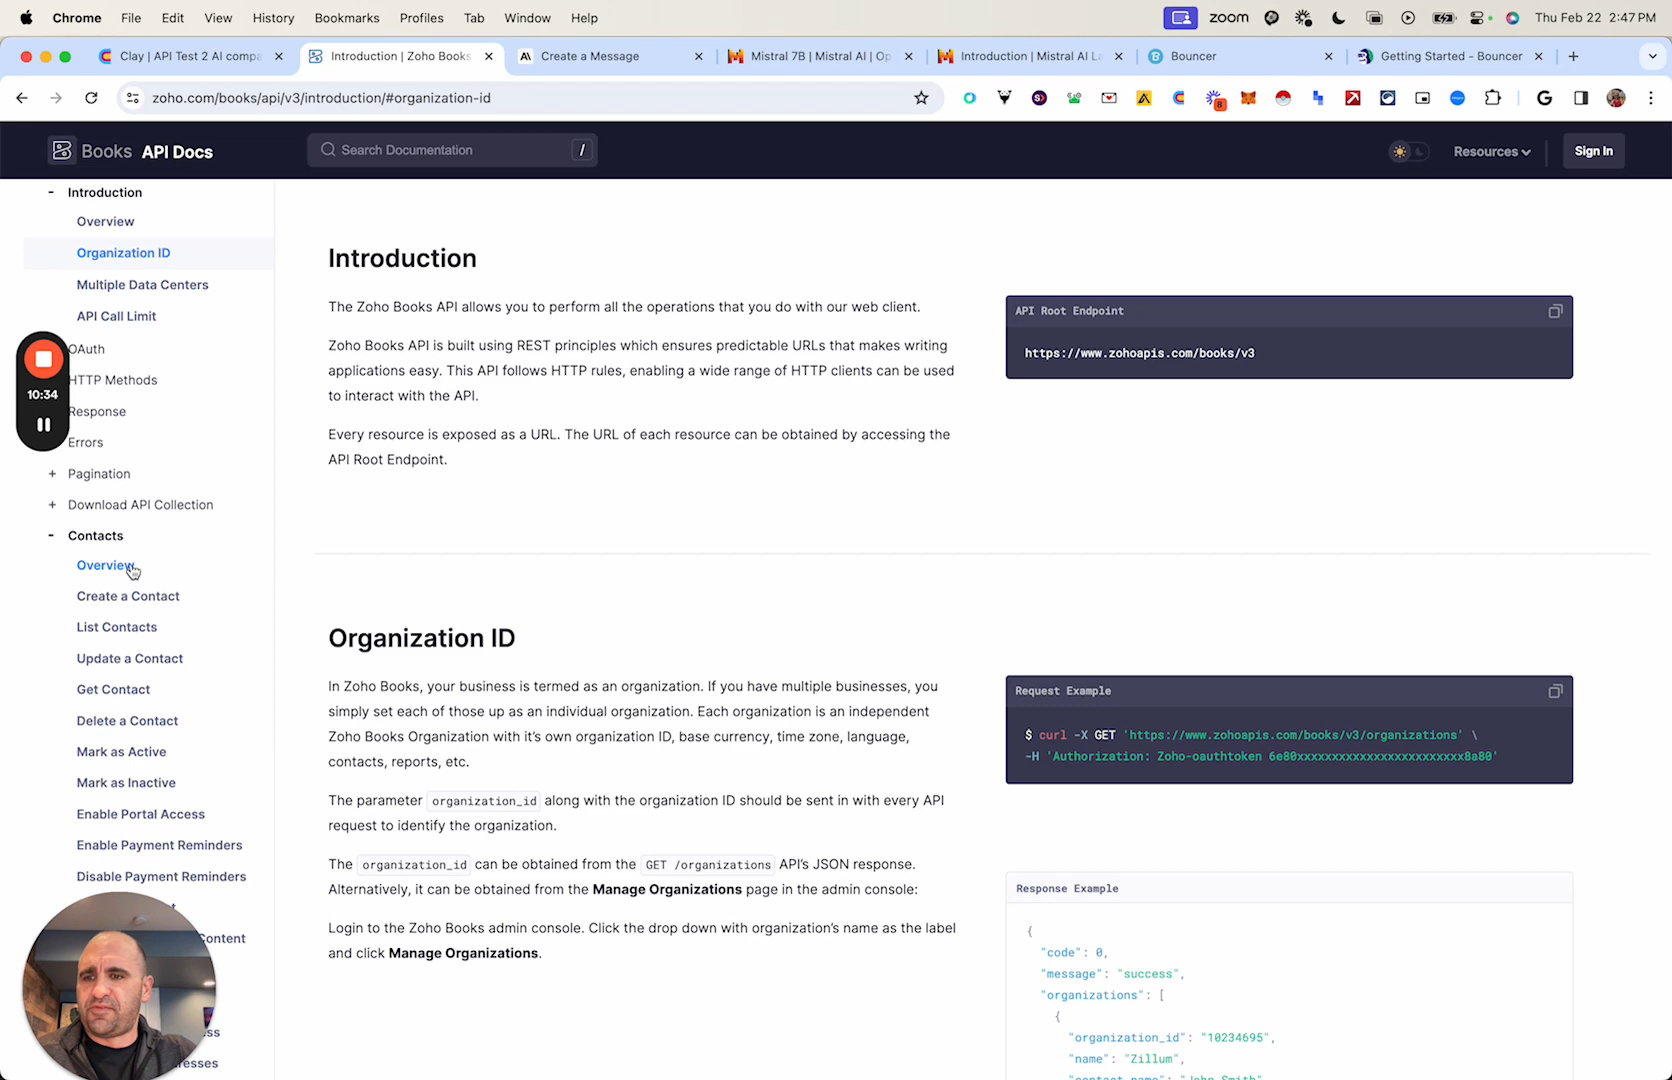 Chrome File Edit View History Bookmarks Profiles Tab Window Help zoom Thu Feb 22 2:47 PM
Clay | API Test 2 AI compa Introduction | Zoho Books Create a Message Mistral 7B | Mistral AI | Op Introduction | Mistral AI La Bouncer Getting Started - Bouncer
zoho.com/books/api/v3/introduction/#organization-id 8
Books API Docs Search Documentation / Resources Sign In
- Introduction
Overview
Organization ID
Multiple Data Centers
API Call Limit
OAuth
HTTP Methods
10:34
Response
Errors
+ Pagination
+ Download API Collection
- Contacts
Overview
Create a Contact
List Contacts
Update a Contact
Get Contact
Delete a Contact
Mark as Active
Mark as Inactive
Enable Portal Access
Enable Payment Reminders
Disable Payment Reminders
Content
Introduction
The Zoho Books API allows you to perform all the operations that you do with our web client.
Zoho Books API is built using REST principles which ensures predictable URLs that makes writing
applications easy. This API follows HTTP rules, enabling a wide range of HTTP clients can be used
to interact with the API.
Every resource is exposed as a URL. The URL of each resource can be obtained by accessing the
API Root Endpoint.
API Root Endpoint
https://www.zohoapis.com/books/v3
Organization ID
In Zoho Books, your business is termed as an organization. If you have multiple businesses, you
simply set each of those up as an individual organization. Each organization is an independent
Zoho Books Organization with it's own organization ID, base currency, time zone, language,
contacts, reports, etc.
The parameter organization_id along with the organization ID should be sent in with every API
request to identify the organization.
The organization_id can be obtained from the GET /organizations API's JSON response.
Alternatively, it can be obtained from the Manage Organizations page in the admin console:
Login to the Zoho Books admin console. Click the drop down with organization's name as the label
and click Manage Organizations.
Request Example
$ curl -X GET 'https://www.zohoapis.com/books/v3/organizations' \
-H 'Authorization: Zoho-oauthtoken 6e80xxxxxxxxxxxxxxxxxxxxxxxx8a80'
Response Example
{
"code": 0,
"message": "success",
"organizations": [
{
"organization_id": "10234695",
"name": "Zillum",
"contact_name": "John Smith"